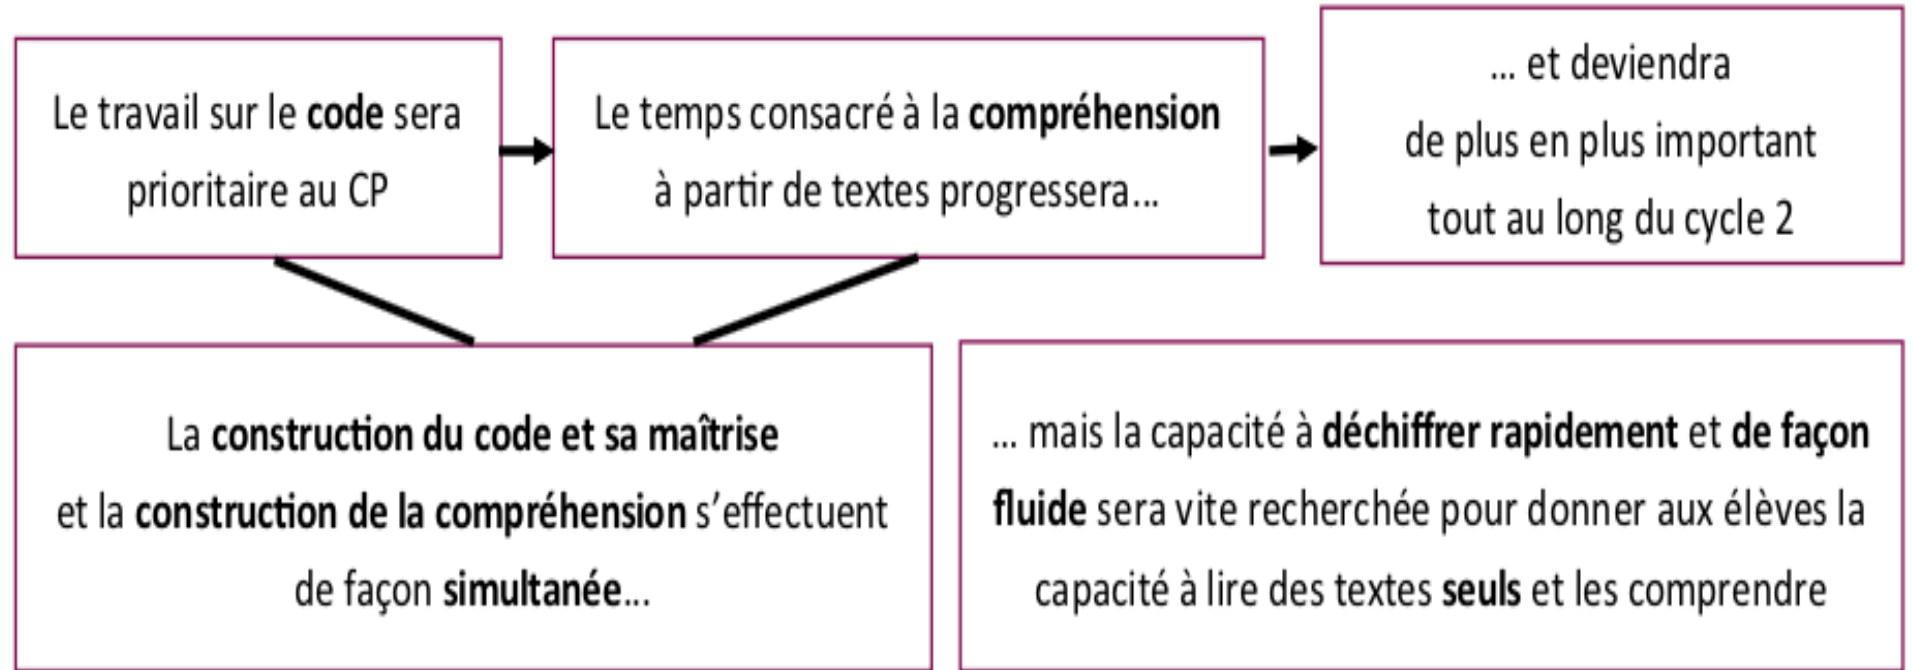 Le travail sur le code sera
prioritaire au CP
Le temps consacré à la compréhension
à partir de textes progressera...
... et deviendra
de plus en plus important
tout au long du cycle 2
La construction du code et sa maîtrise
et la construction de la compréhension s’effectuent
de façon simultanée...
... mais la capacité à déchiffrer rapidement et de façon
fluide sera vite recherchée pour donner aux élèves la
capacité à lire des textes seuls et les comprendre